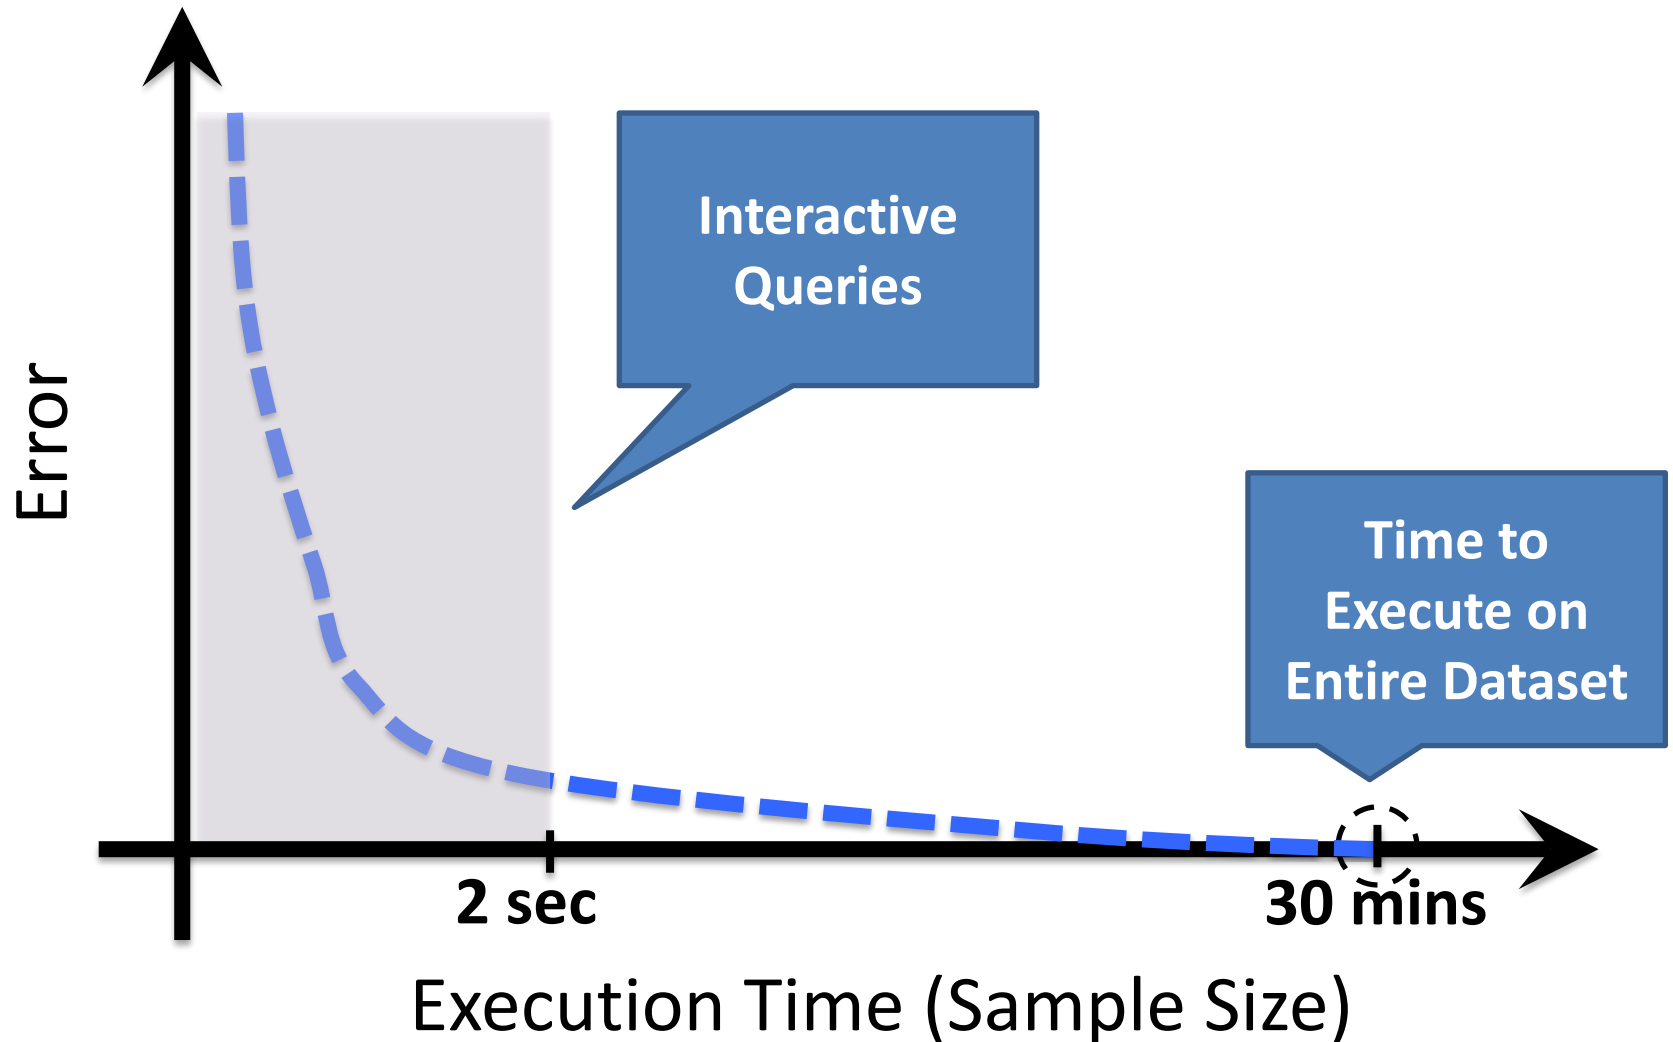 Error
Interactive
Queries
Time to
Execute on
Entire Dataset
2 sec
30 mins
Execution Time (Sample Size)